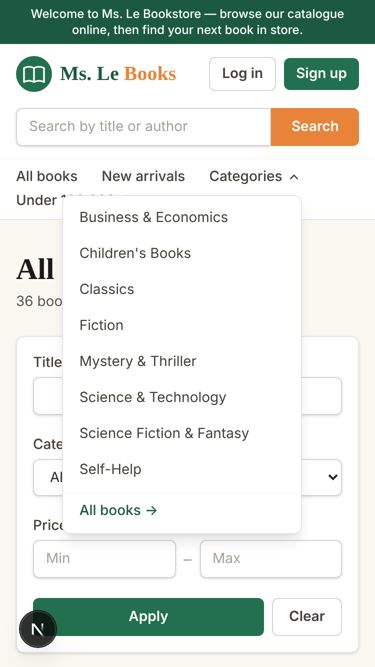 Welcome to Ms. Le Bookstore — browse our catalogue
online, then find your next book in store.
Ms. Le Books
Log in
Sign up
Search by title or author
Search
All books
New arrivals
Categories
Under
Business & Economics
Children's Books
Classics
Fiction
Mystery & Thriller
Science & Technology
Science Fiction & Fantasy
Self-Help
All books →
All
36
Title
Price
Min
–
Max
Apply
Clear
N